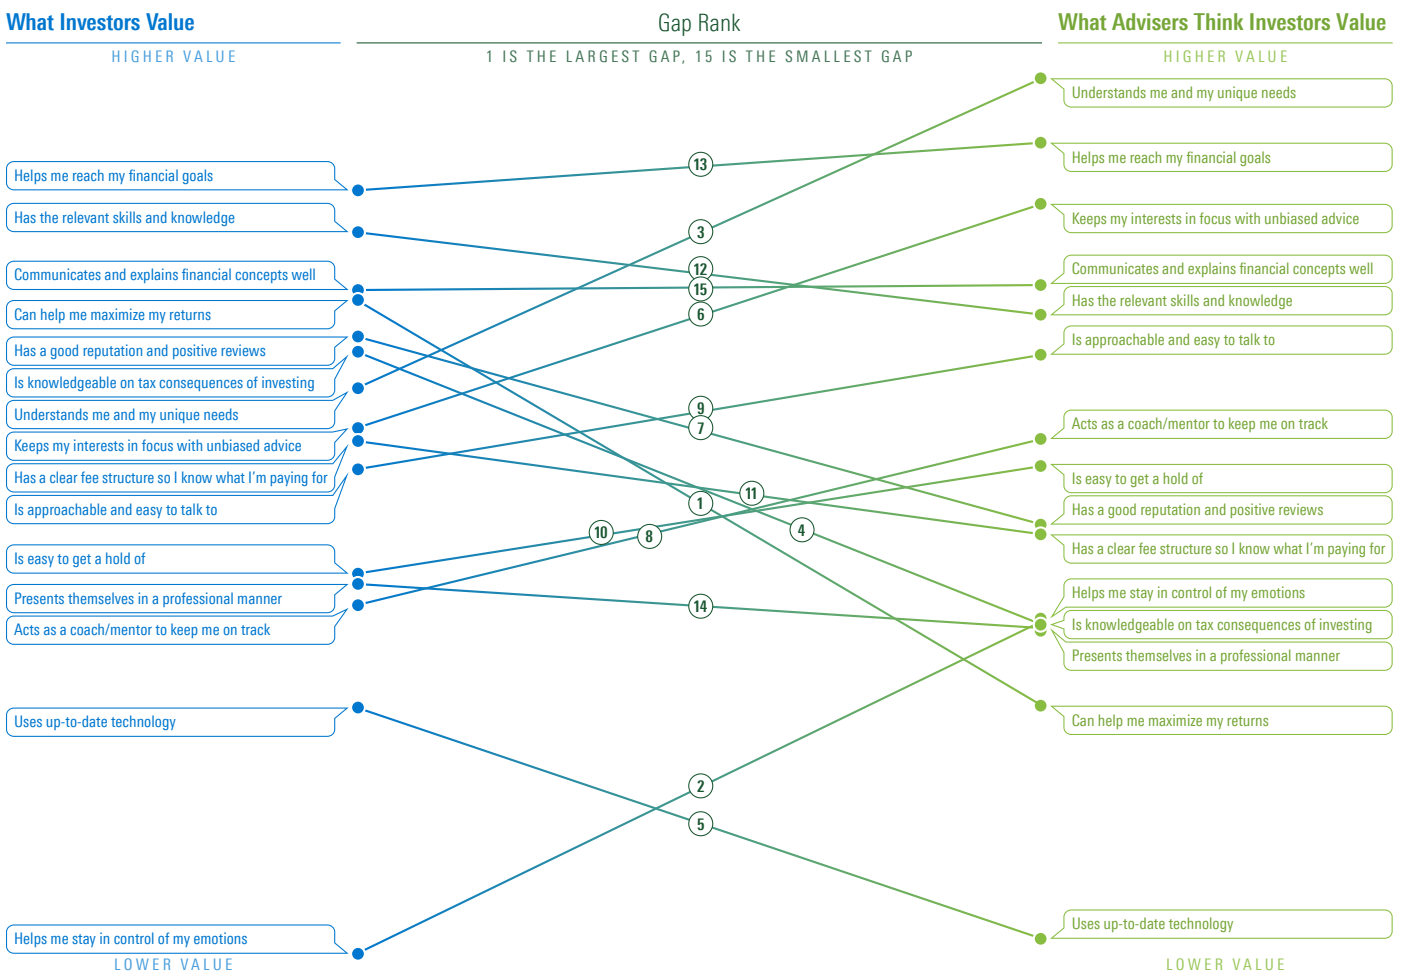 What Investors Value
Gap Rank
What Advisers Think Investors Value
HIGHER VALUE
1 IS THE LARGEST GAP, 15 IS THE SMALLEST GAP
HIGHER VALUE
Helps me reach my financial goals
Has the relevant skills and knowledge
Communicates and explains financial concepts well
Can help me maximize my returns
Has a good reputation and positive reviews
Is knowledgeable on tax consequences of investing
Understands me and my unique needs
Keeps my interests in focus with unbiased advice
Has a clear fee structure so I know what I'm paying for
Is approachable and easy to talk to
Is easy to get a hold of
Presents themselves in a professional manner
Acts as a coach/mentor to keep me on track
Uses up-to-date technology
Helps me stay in control of my emotions
LOWER VALUE
13
3
12
15
6
9
7
11
1
4
10
8
14
2
5
Understands me and my unique needs
Helps me reach my financial goals
Keeps my interests in focus with unbiased advice
Communicates and explains financial concepts well
Has the relevant skills and knowledge
Is approachable and easy to talk to
Acts as a coach/mentor to keep me on track
Is easy to get a hold of
Has a good reputation and positive reviews
Has a clear fee structure so I know what I'm paying for
Helps me stay in control of my emotions
Is knowledgeable on tax consequences of investing
Presents themselves in a professional manner
Can help me maximize my returns
Uses up-to-date technology
LOWER VALUE